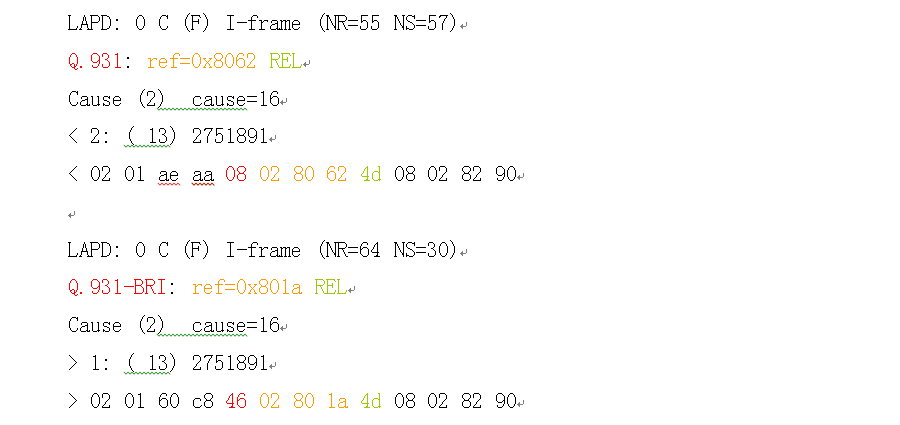 LAPD: 0 C (F) I-frame (NR=55 NS=57)
Q.931: ref=0x8062 REL
Cause (2)  cause=16
< 2: ( 13) 2751891
< 02 01 ae aa 08 02 80 62 4d 08 02 82 90
LAPD: 0 C (F) I-frame (NR=64 NS=30)
Q.931-BRI: ref=0x801a REL
Cause (2)  cause=16
> 1: ( 13) 2751891
> 02 01 60 c8 46 02 80 1a 4d 08 02 82 90